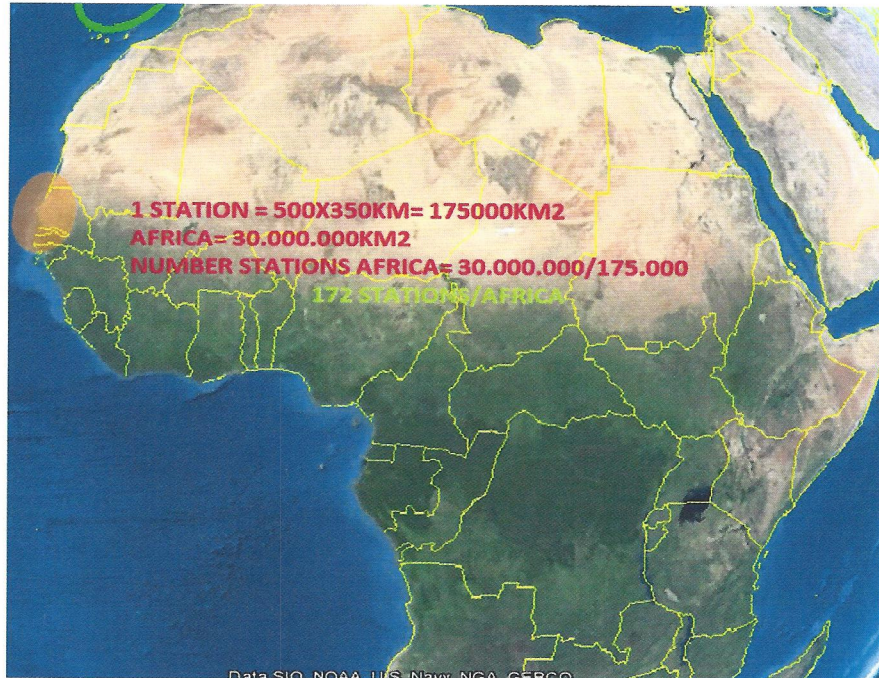 1 STATION = 500X350KM= 175000KM2
AFRICA= 30.000.000KM2
NUMBER STATIONS AFRICA= 30.000.000/175.000
172 STATIONS/AFRICA
Data SIO, NOAA, U.S. Navy, NGA, GEBCO